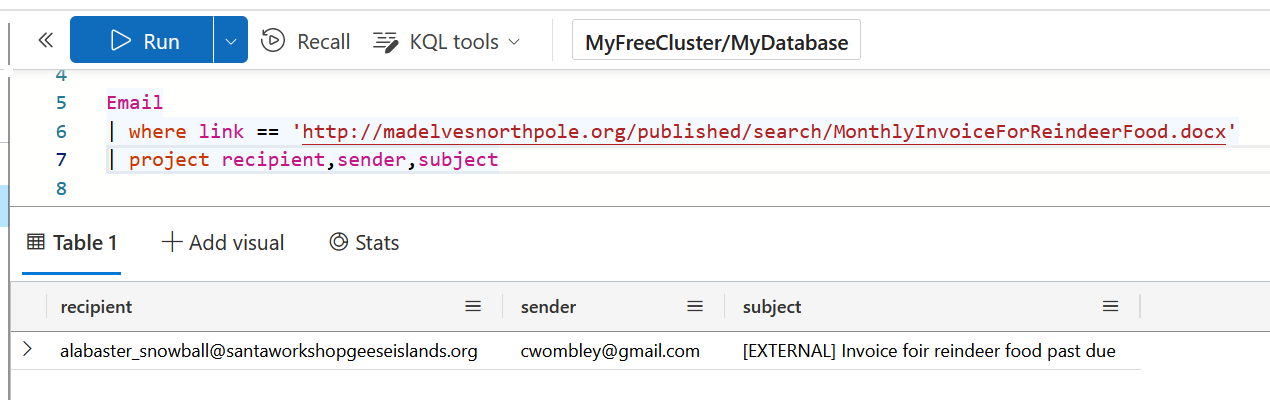 Run Recall KQL tools MyFreeCluster/MyDatabase
4
5 Email
6 | where link == 'http://madelvesnorthpole.org/published/search/MonthlyInvoiceForReindeerFood.docx'
7 | project recipient,sender,subject
8
Table 1 Add visual Stats
recipient sender subject
alabaster_snowball@santaworkshopgeeseislands.org cwombley@gmail.com [EXTERNAL] Invoice foir reindeer food past due